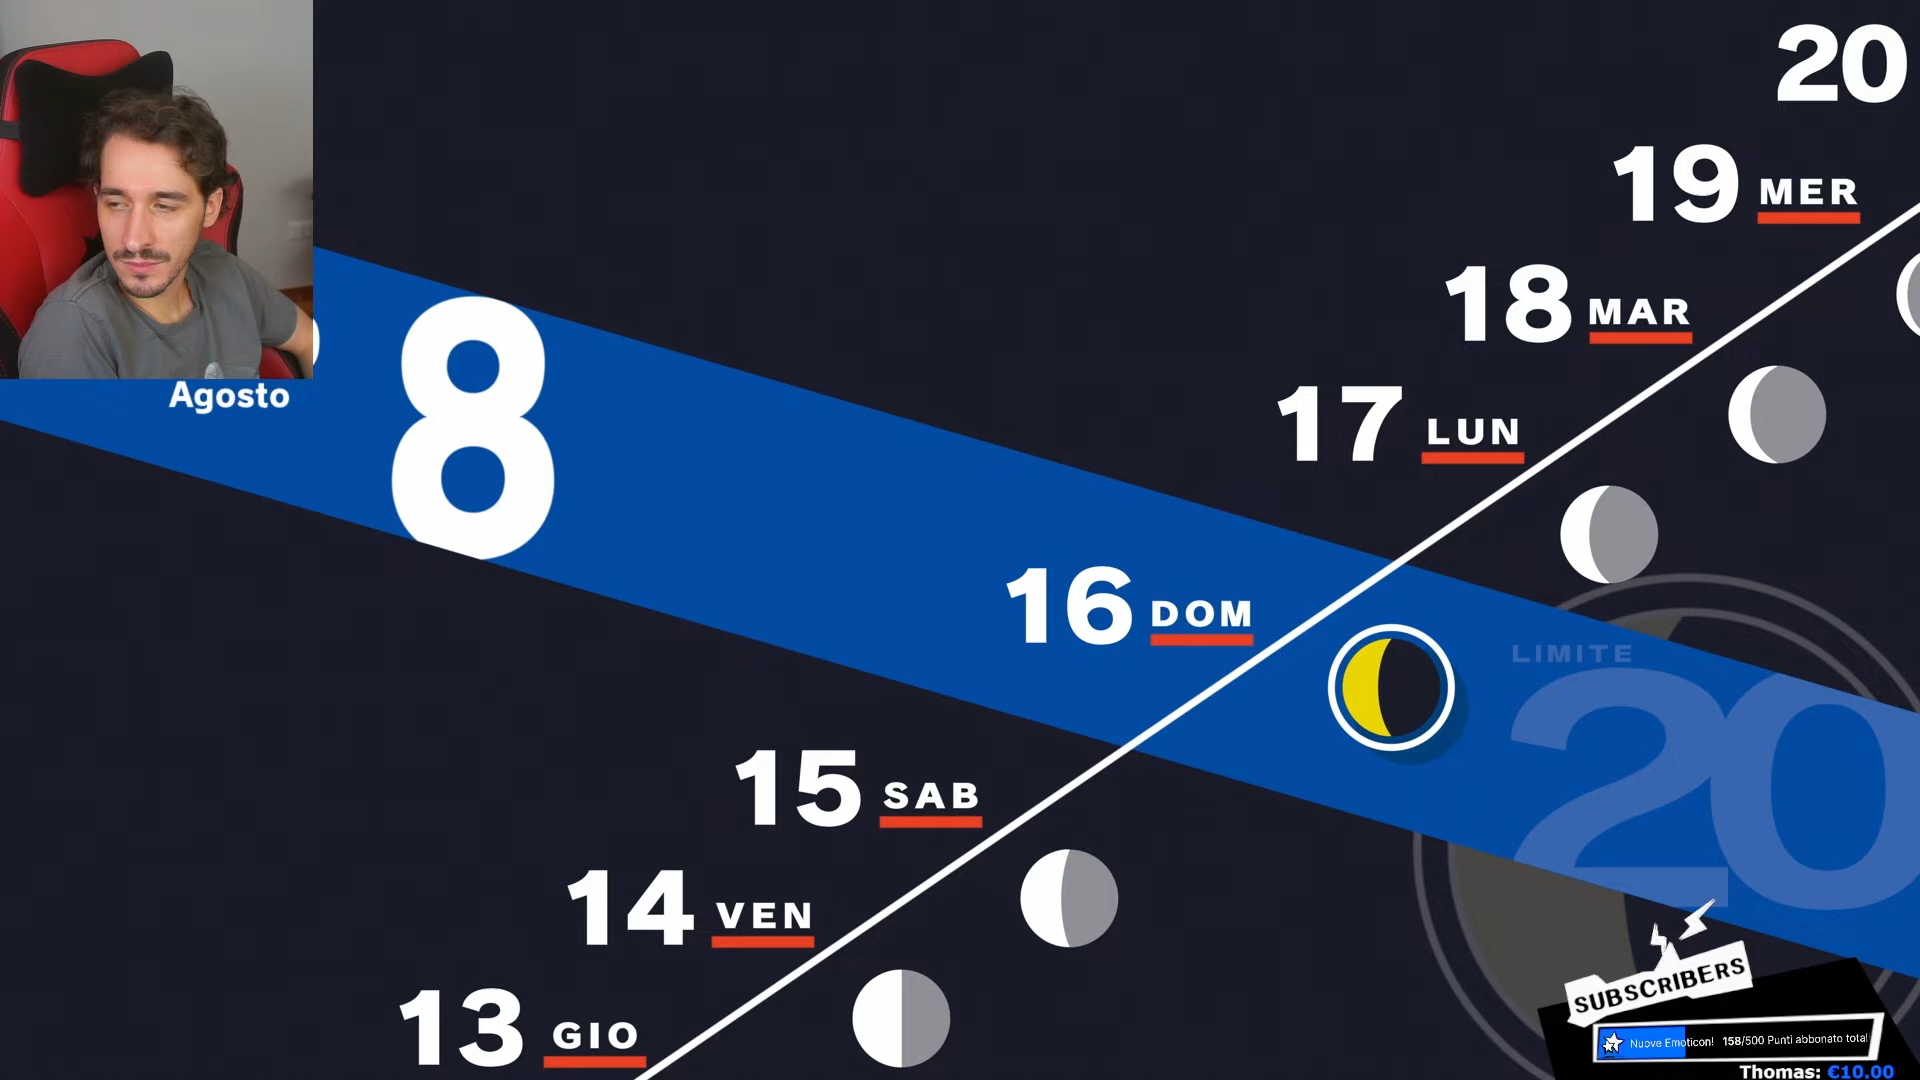 20
19 MER
18 MAR
17 LUN
Agosto
8
16 DOM
LIMITE
20
15 SAB
14 VEN
13 GIO
SUBSCRIBERS
Nuove Emoticon! 158/500 Punti abbonato totali
Thomas: €10.00